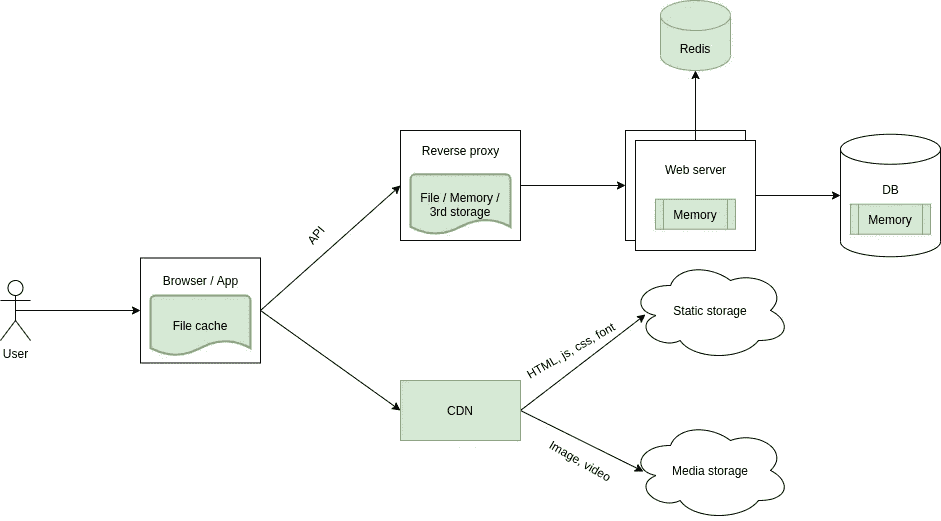 Redis
Reverse proxy
File / Memory /
3rd storage
Web server
Memory
DB
Memory
API
Browser / App
File cache
User
HTML, js, css, font
Static storage
CDN
Image, video
Media storage